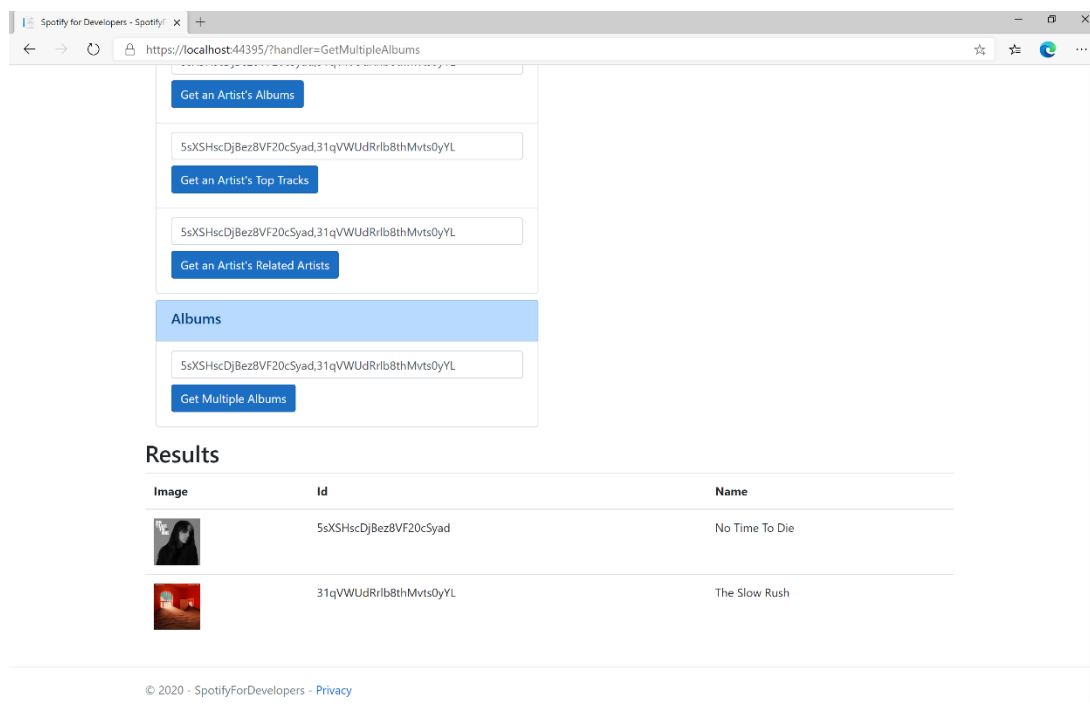 Spotify for Developers - Spotify
https://localhost:44395/?handler=GetMultipleAlbums
Get an Artist's Albums
5sXSHscDjBez8VF20cSyad,31qVWUdRrlb8thMvts0yYL
Get an Artist's Top Tracks
5sXSHscDjBez8VF20cSyad,31qVWUdRrlb8thMvts0yYL
Get an Artist's Related Artists
Albums
5sXSHscDjBez8VF20cSyad,31qVWUdRrlb8thMvts0yYL
Get Multiple Albums
Results
Image Id Name
5sXSHscDjBez8VF20cSyad No Time To Die
31qVWUdRrlb8thMvts0yYL The Slow Rush
© 2020 - SpotifyForDevelopers - Privacy